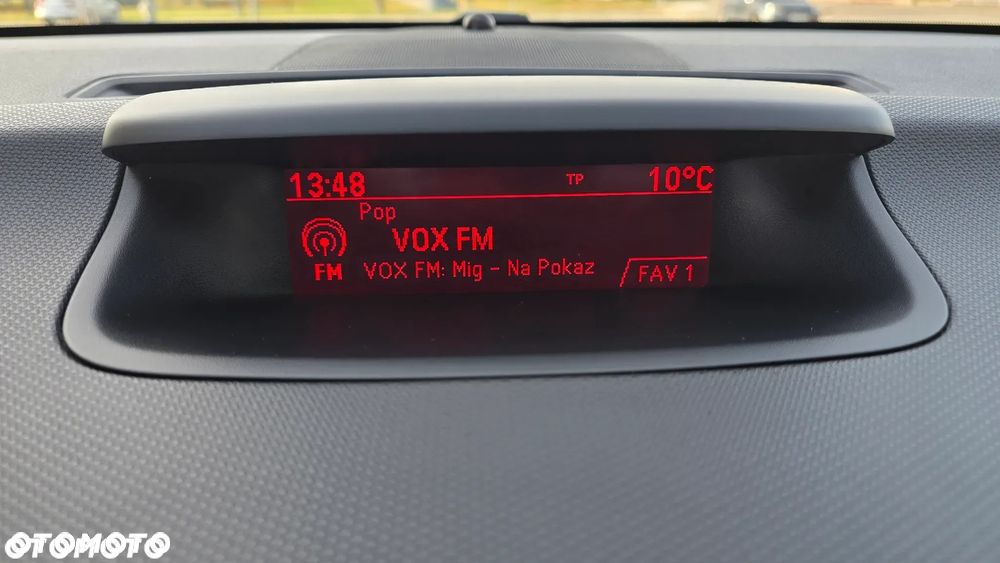 13:48 TP 10°C
Pop
VOX FM
FM VOX FM: Mig - Na Pokaz FAV 1
OTOMOTO